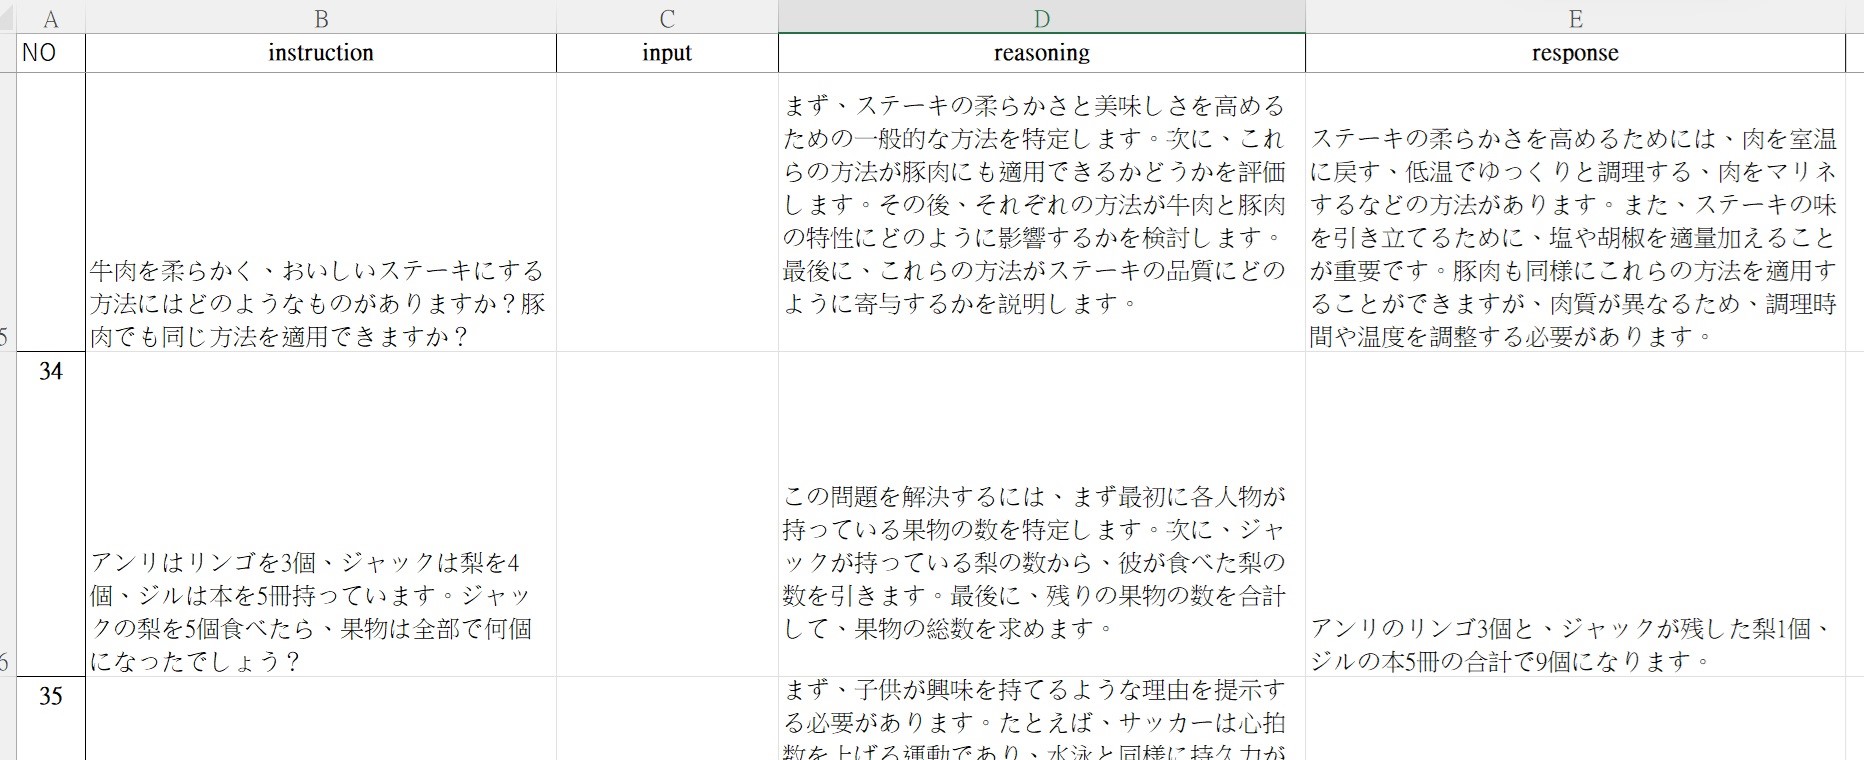 A B C D E
NO instruction input reasoning response
牛肉を柔らかく、おいしいステーキにする
方法にはどのようなものがありますか？豚
肉でも同じ方法を適用できますか？
まず、ステーキの柔らかさと美味しさを高める
ための一般的な方法を特定します。次に、これ
らの方法が豚肉にも適用できるかどうかを評価
します。その後、それぞれの方法が牛肉と豚肉
の特性にどのように影響するかを検討します。
最後に、これらの方法がステーキの品質にどの
ように寄与するかを説明します。
ステーキの柔らかさを高めるためには、肉を室温
に戻す、低温でゆっくりと調理する、肉をマリネ
するなどの方法があります。また、ステーキの味
を引き立てるために、塩や胡椒を適量加えること
が重要です。豚肉も同様にこれらの方法を適用す
ることができますが、肉質が異なるため、調理時
間や温度を調整する必要があります。
5
34
アンリはリンゴを3個、ジャックは梨を4
個、ジルは本を5冊持っています。ジャッ
クの梨を5個食べたら、果物は全部で何個
になったでしょう？
この問題を解決するには、まず最初に各人物が
持っている果物の数を特定します。次に、ジャ
ックが持っている梨の数から、彼が食べた梨の
数を引きます。最後に、残りの果物の数を合計
して、果物の総数を求めます。
アンリのリンゴ3個と、ジャックが残した梨1個、
ジルの本5冊の合計で9個になります。
6
35
まず、子供が興味を持てるような理由を提示す
る必要があります。たとえば、サッカーは心拍
数を上げる運動であり、水泳と同様に持久力が